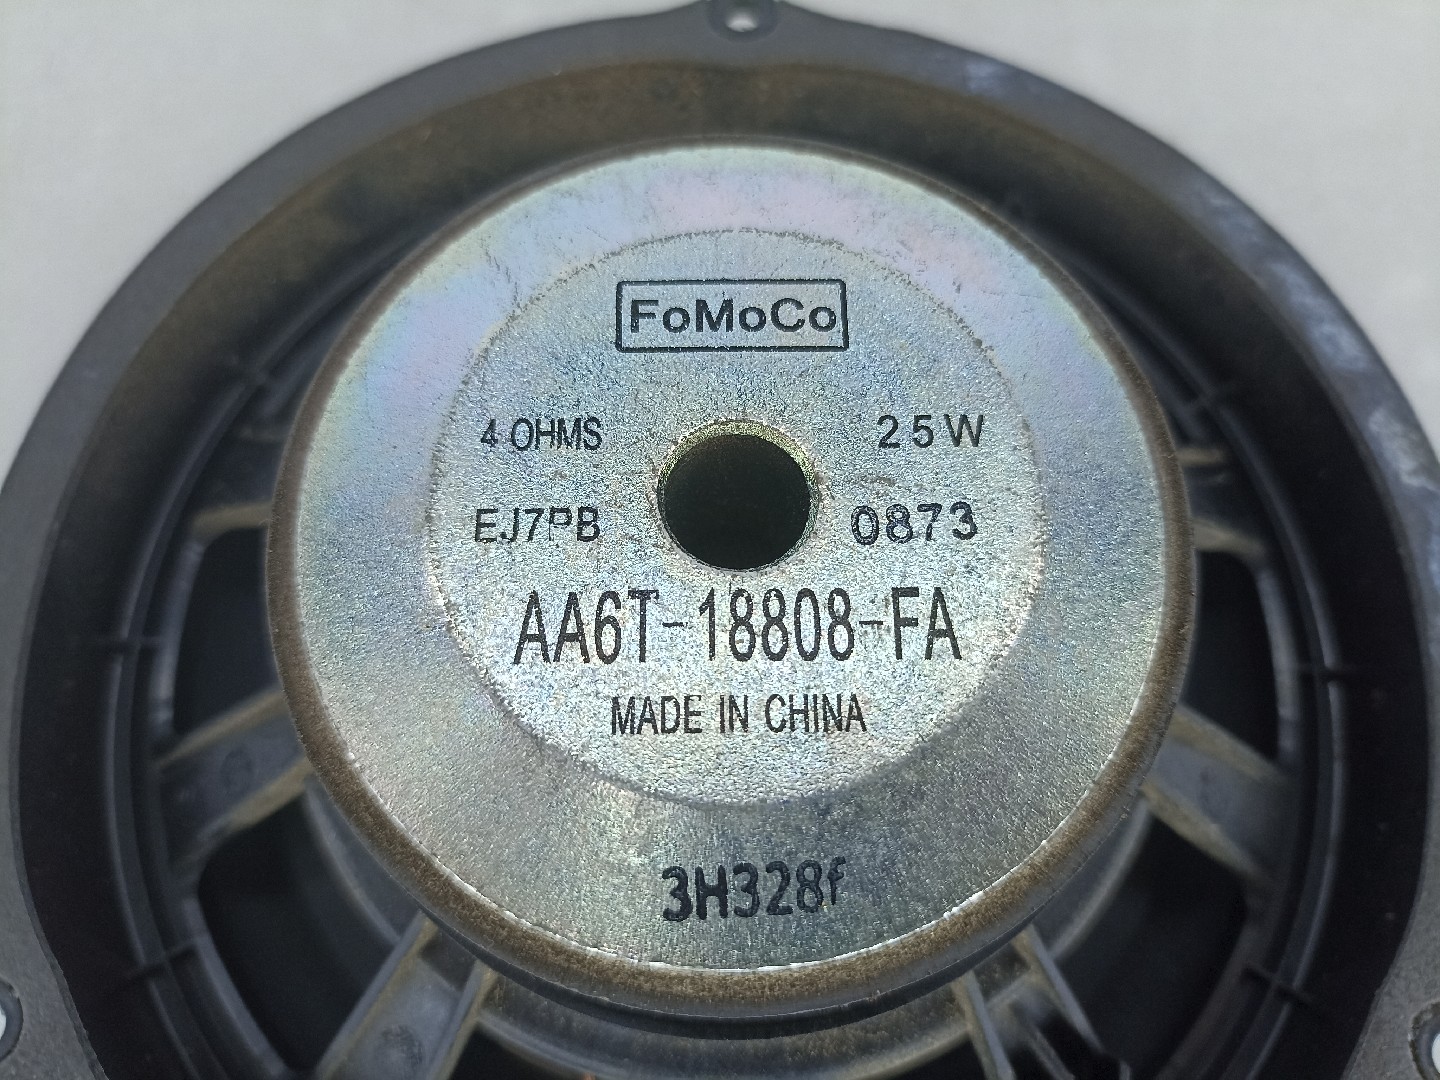 FoMoCo
4 OHMS 25W
EJ7PB 0873
AA6T-18808-FA
MADE IN CHINA
3H328f